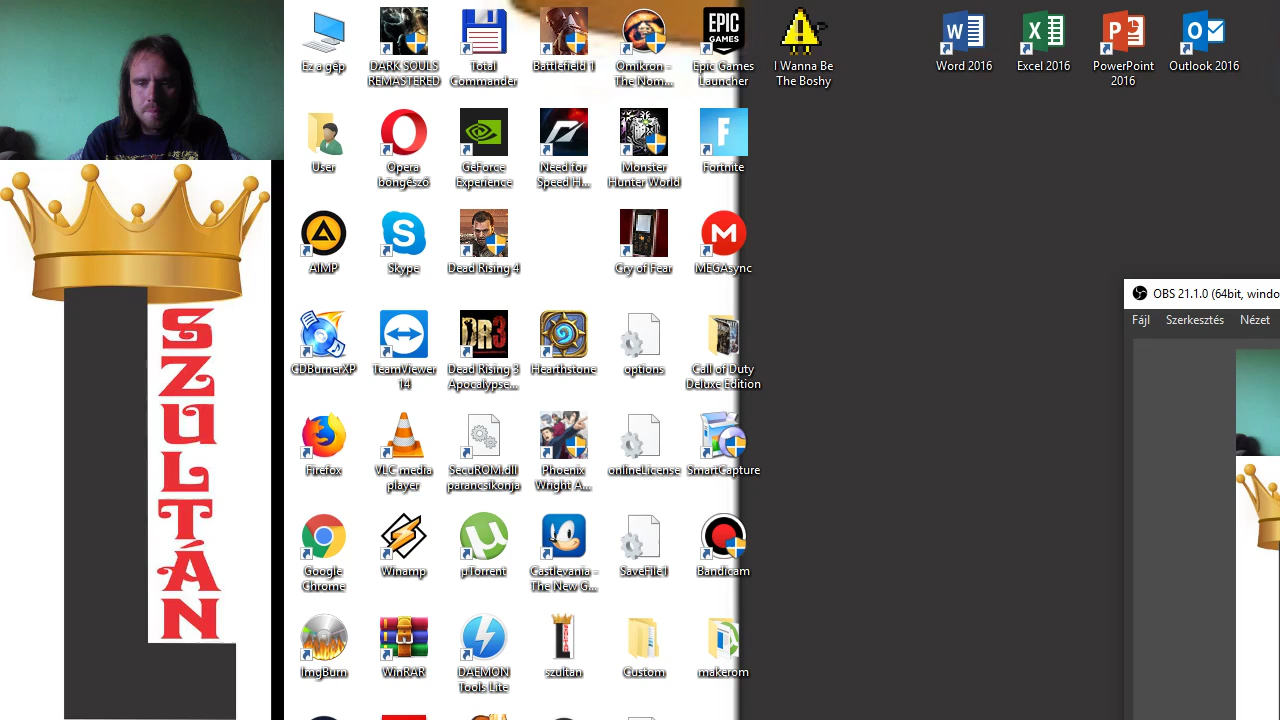 Ez a gép
DARK SOULS
REMASTERED
Total
Commander
Battlefield 1
Omikron -
The Nom...
EPIC
GAMES
Epic Games
Launcher
I Wanna Be
The Boshy
Word 2016
Excel 2016
PowerPoint
2016
Outlook 2016
User
Opera
böngésző
GeForce
Experience
Need for
Speed H...
Monster
Hunter World
Fortnite
AIMP
Skype
Dead Rising 4
Cry of Fear
MEGAsync
OBS 21.1.0 (64bit, windo
Fájl
Szerkesztés
Nézet
SZULTÁN
CDBurnerXP
TeamViewer
14
DR3
Dead Rising 3
Apocalypse...
Hearthstone
options
Call of Duty
Deluxe Edition
Firefox
VLC media
player
SecuROM.dll
parancsikonja
Phoenix
Wright A...
onlineLicense
SmartCapture
Google
Chrome
Winamp
µTorrent
Castlevania -
The New G...
SaveFile1
Bandicam
ImgBurn
WinRAR
DAEMON
Tools Lite
SZULTÁN
szultan
Custom
makerom